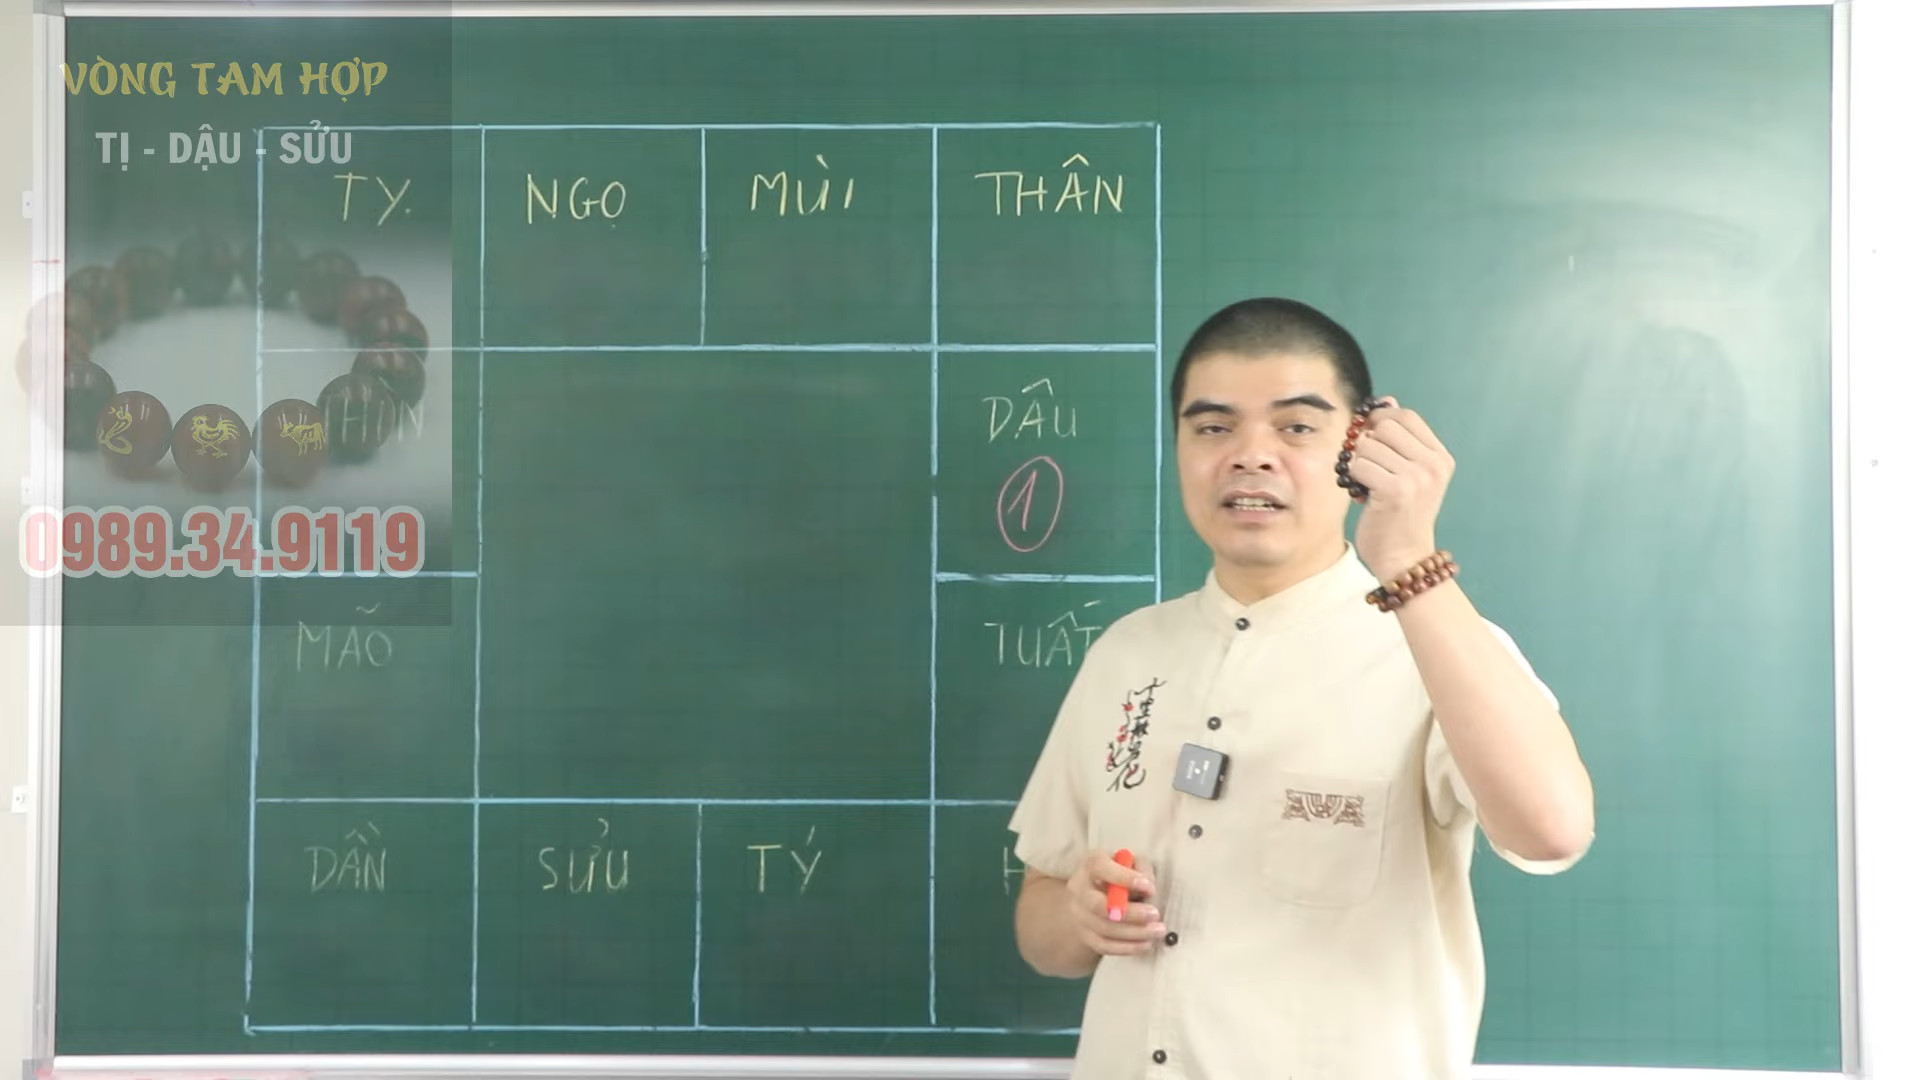 VÒNG TAM HỢP
TỊ - DẬU - SỬU
TỴ
NGỌ
MÙI
THÂN
THÌN
DẬU
1
0989.34.9119
MÃO
TUẤT
DẦN
SỬU
TÝ
H